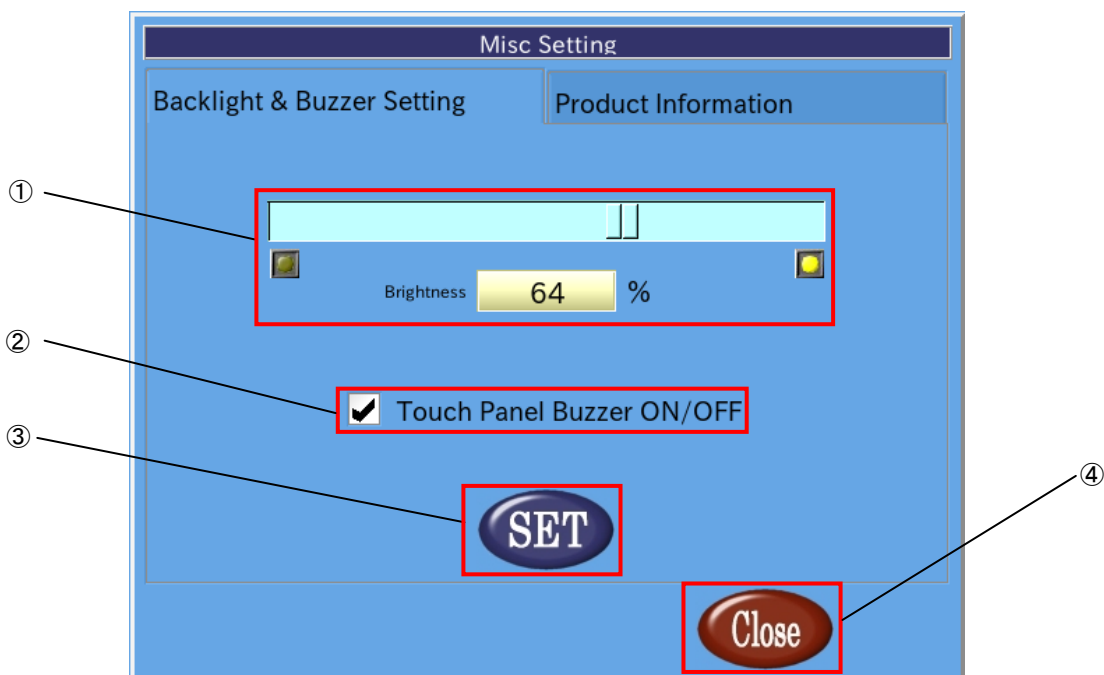 Misc Setting
Backlight & Buzzer Setting
Product Information
①
Brightness 64 %
②
Touch Panel Buzzer ON/OFF
③
SET
④
Close